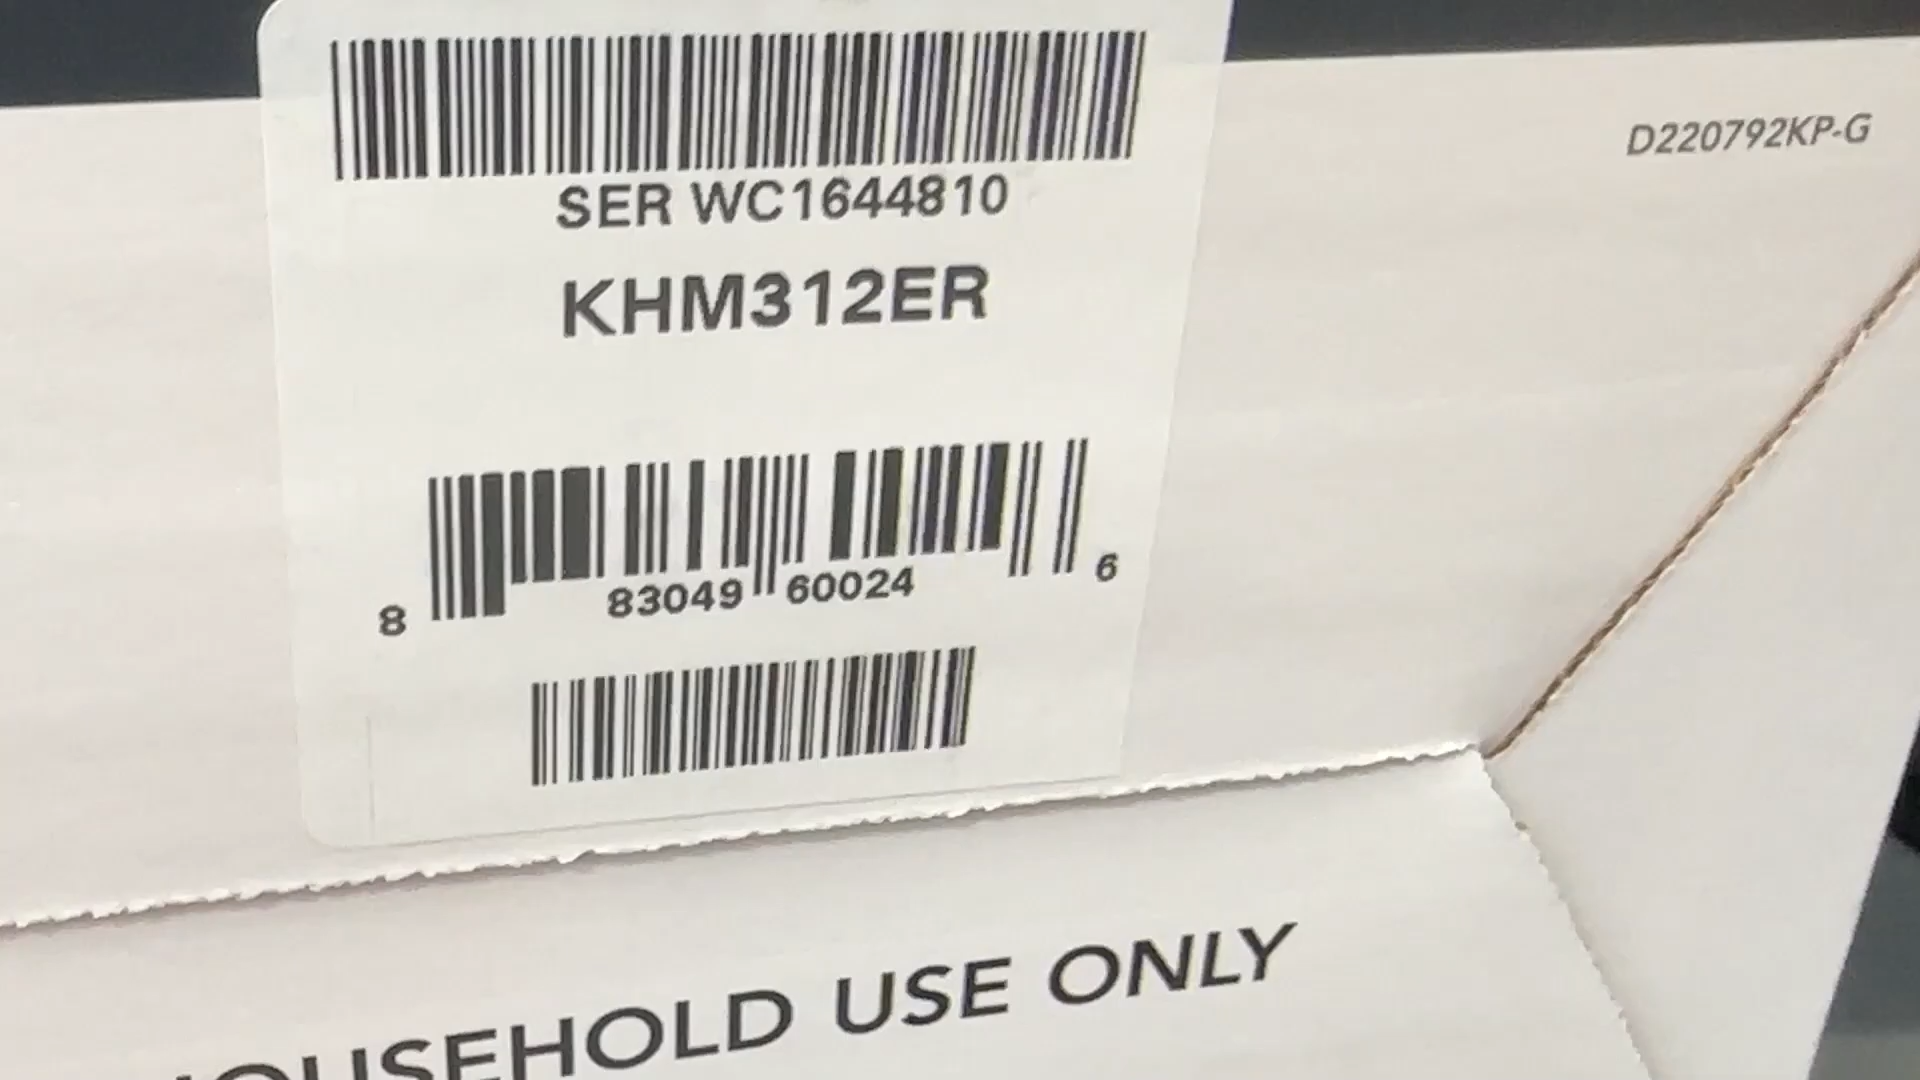 D220792KP-G
SER WC1644810
KHM312ER
8 83049 60024 6
HOUSEHOLD USE ONLY